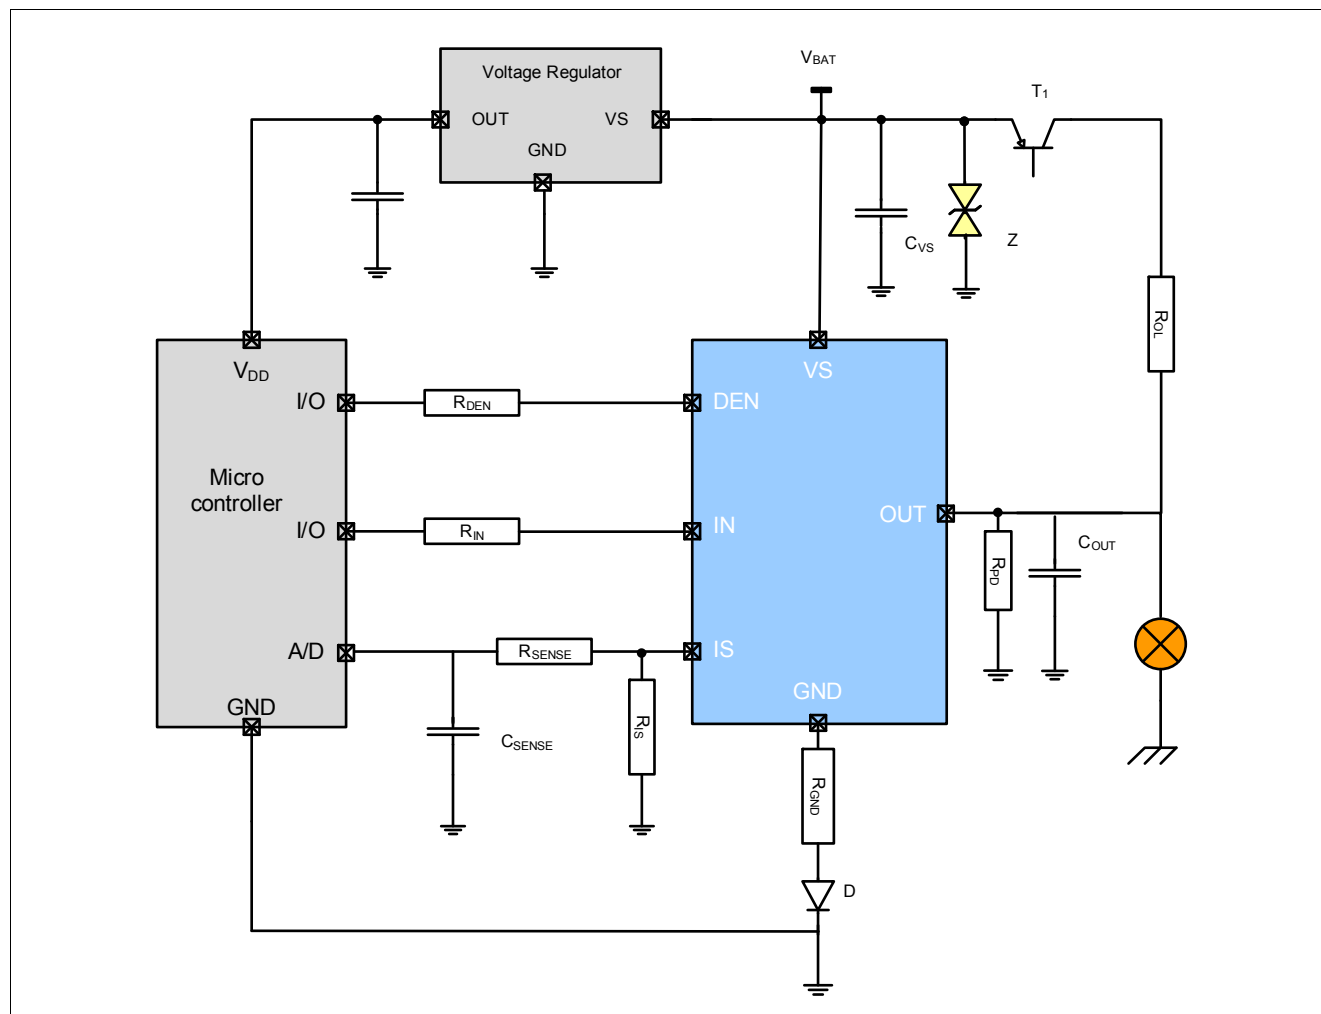 Voltage Regulator
OUT
VS
GND
VBAT
T1
CVS
Z
ROL
VDD
I/O
RDEN
DEN
VS
Micro
controller
I/O
RIN
IN
OUT
RPD
COUT
A/D
RSENSE
IS
GND
GND
CSENSE
RIS
RGND
D